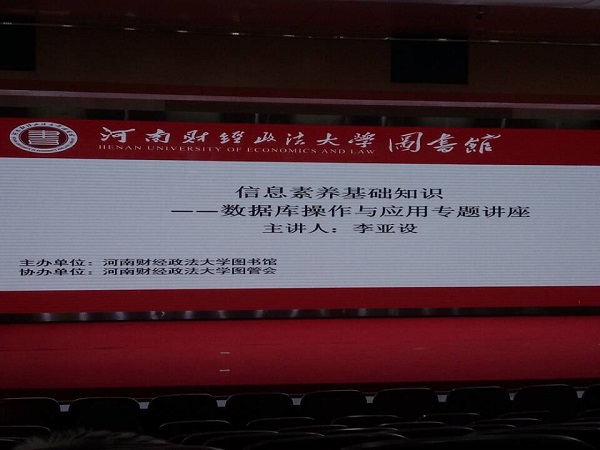 河南财经政法大学 圖書館
HENAN UNIVERSITY OF ECONOMICS AND LAW
信息素养基础知识
——数据库操作与应用专题讲座
主讲人：李亚设
主办单位：河南财经政法大学图书馆
协办单位：河南财经政法大学图管会